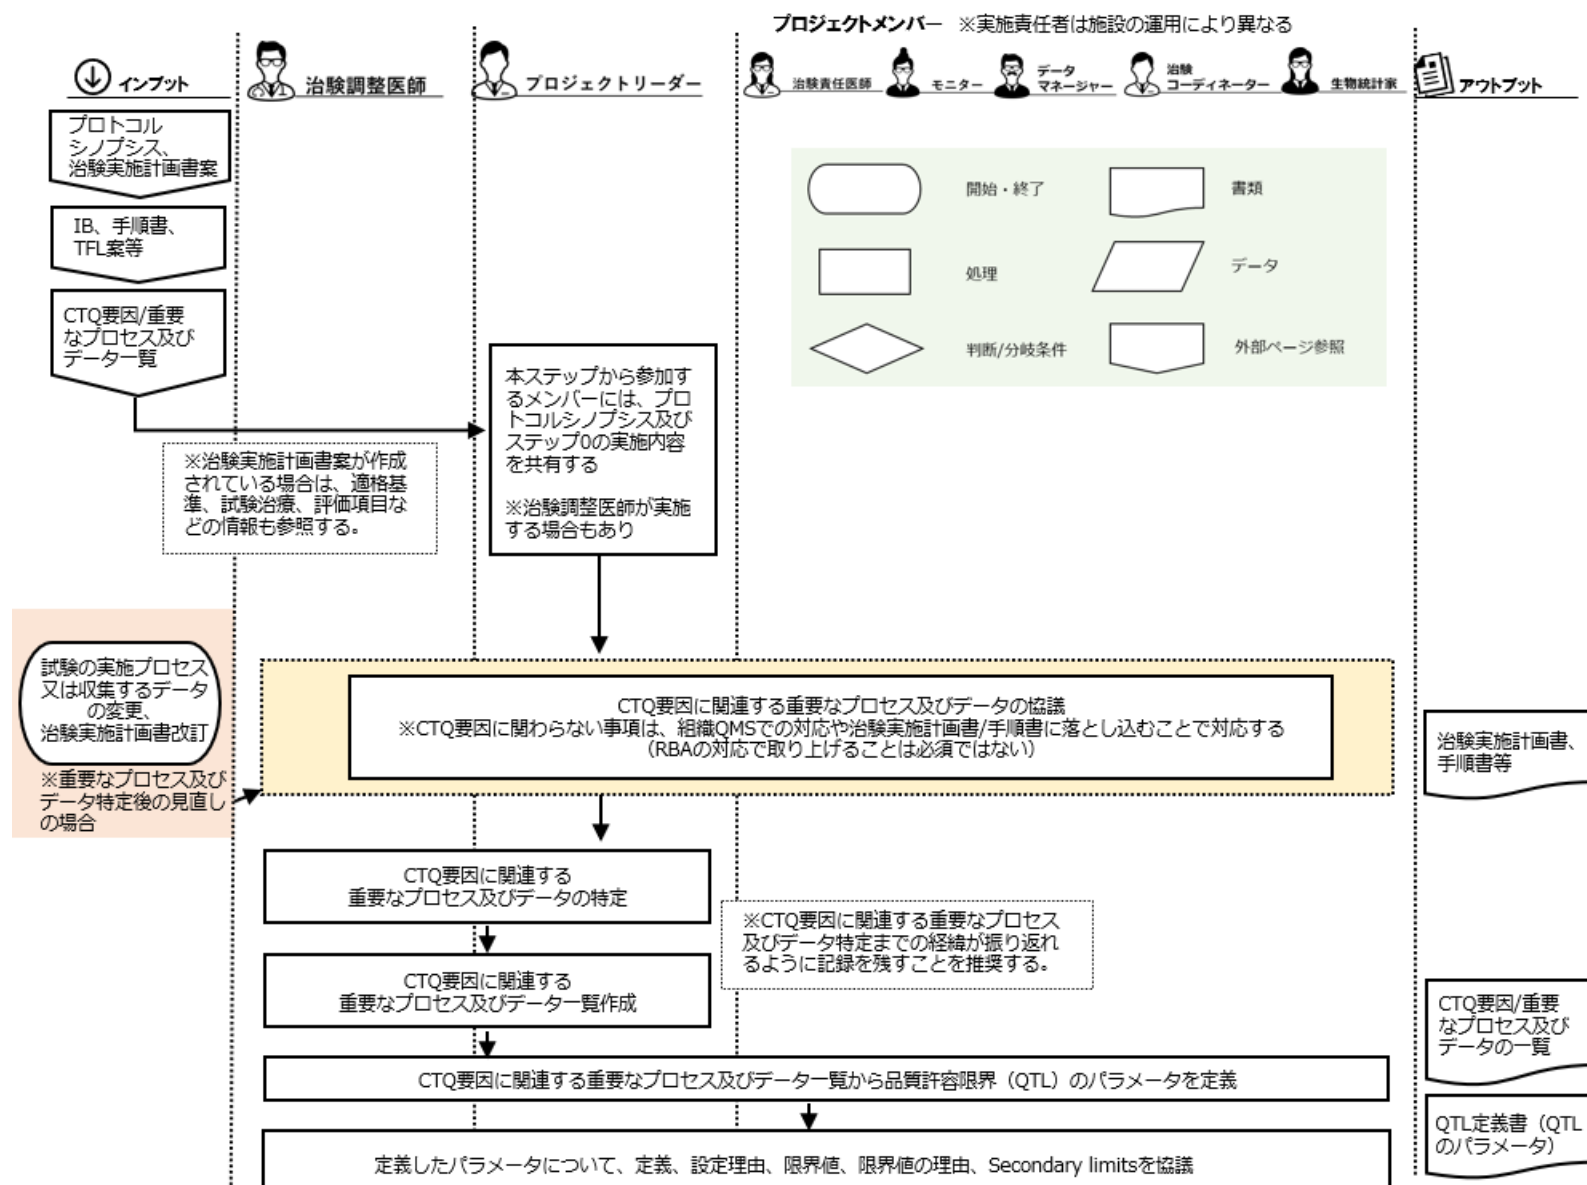 プロジェクトメンバー ※実施責任者は施設の運用により異なる
インプット
治験調整医師
プロジェクトリーダー
治験責任医師
モニター
データ
マネージャー
治験
コーディネーター
生物統計家
アウトプット
プロトコル
シノプシス、
治験実施計画書案
IB、手順書、
TFL案等
CTQ要因/重要
なプロセス及び
データ一覧
開始・終了
書類
処理
データ
判断/分岐条件
外部ページ参照
本ステップから参加す
るメンバーには、プロ
トコルシノプシス及び
ステップ0の実施内容
を共有する
※治験調整医師が実施
する場合もあり
※治験実施計画書案が作成
されている場合は、適格基
準、試験治療、評価項目な
どの情報も参照する。
試験の実施プロセス
又は収集するデータ
の変更、
治験実施計画書改訂
※重要なプロセス及び
データ特定後の見直し
の場合
CTQ要因に関連する重要なプロセス及びデータの協議
※CTQ要因に関わらない事項は、組織QMSでの対応や治験実施計画書/手順書に落とし込むことで対応する
（RBAの対応で取り上げることは必須ではない）
治験実施計画書、
手順書等
CTQ要因に関連する
重要なプロセス及びデータの特定
※CTQ要因に関連する重要なプロセス
及びデータ特定までの経緯が振り返れ
るように記録を残すことを推奨する。
CTQ要因に関連する
重要なプロセス及びデータ一覧作成
CTQ要因/重要
なプロセス及び
データの一覧
CTQ要因に関連する重要なプロセス及びデータ一覧から品質許容限界（QTL）のパラメータを定義
QTL定義書（QTL
のパラメータ）
定義したパラメータについて、定義、設定理由、限界値、限界値の理由、Secondary limitsを協議